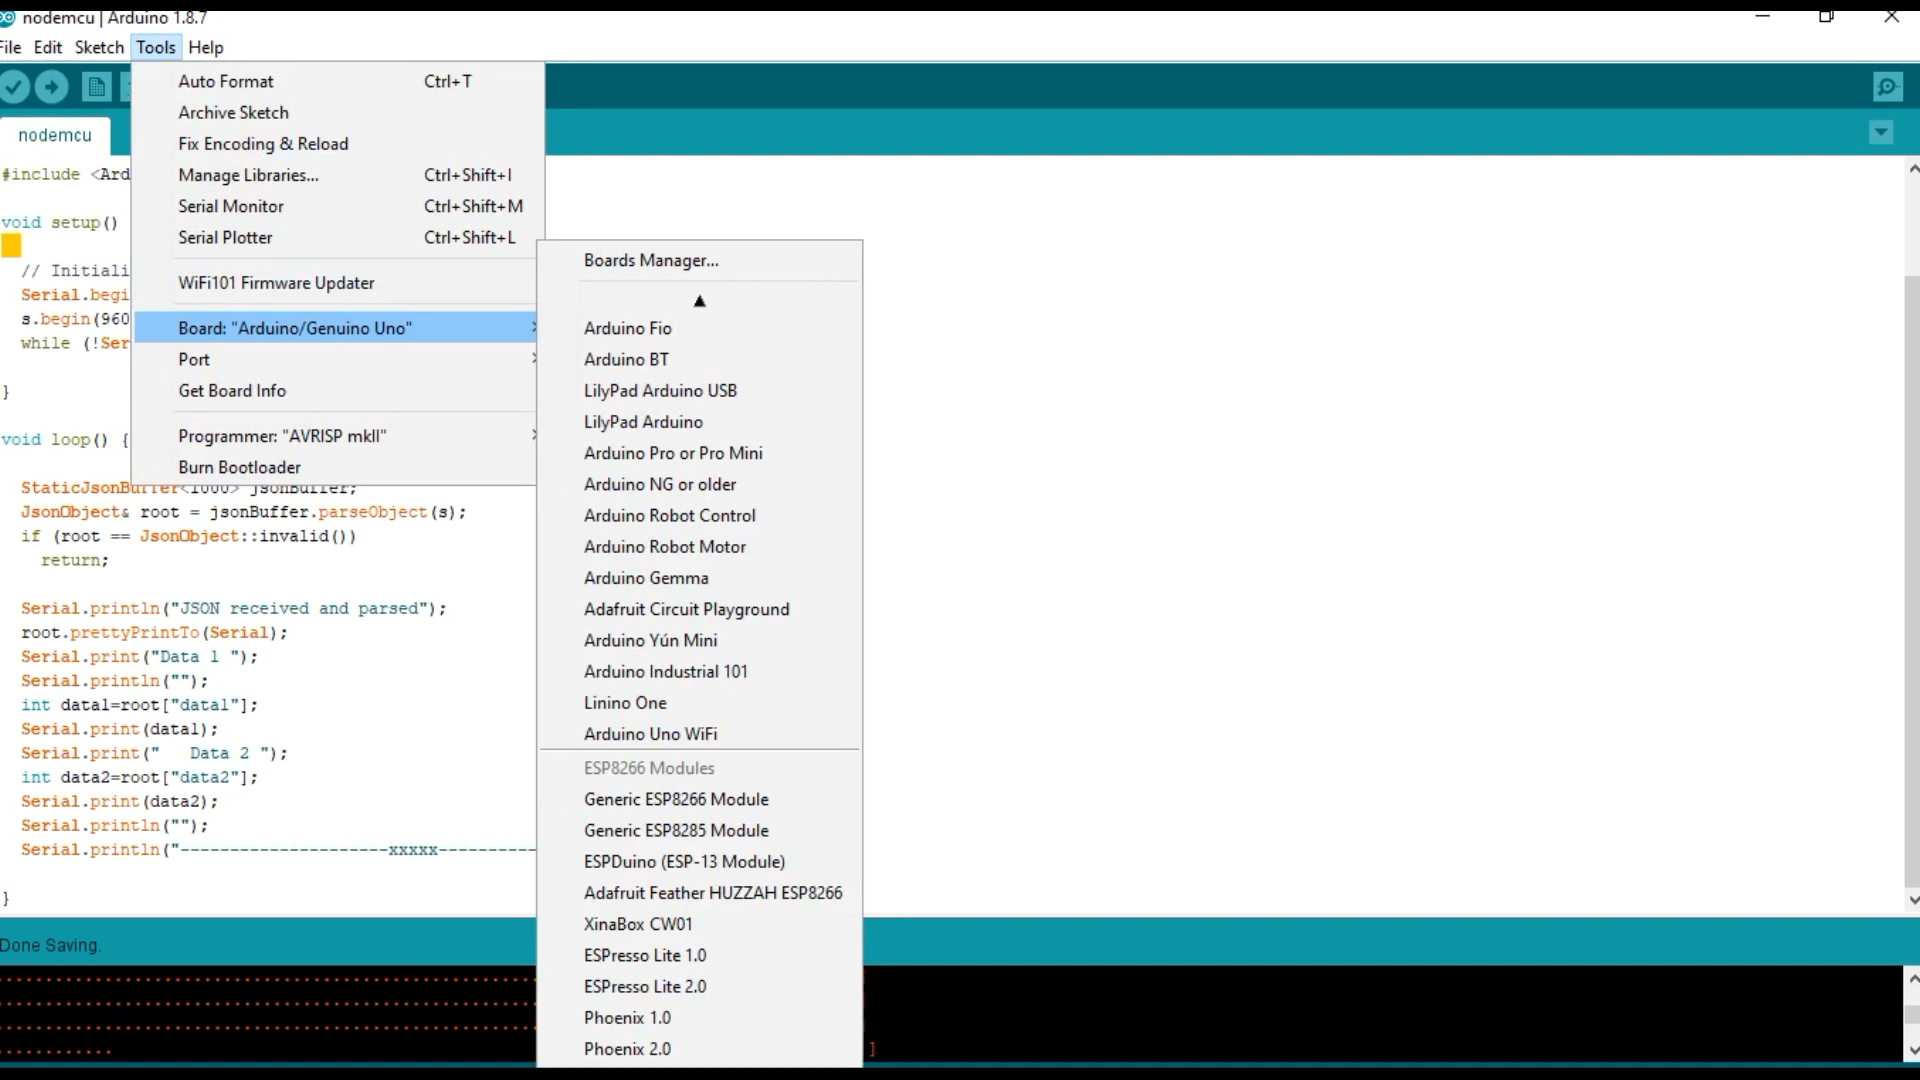 nodemcu | Arduino 1.8.7
File Edit Sketch Tools Help
nodemcu
Auto Format Ctrl+T
Archive Sketch
Fix Encoding & Reload
Manage Libraries... Ctrl+Shift+I
Serial Monitor Ctrl+Shift+M
Serial Plotter Ctrl+Shift+L
WiFi101 Firmware Updater
Board: "Arduino/Genuino Uno"
Port
Get Board Info
Programmer: "AVRISP mkII"
Burn Bootloader
Boards Manager...
Arduino Fio
Arduino BT
LilyPad Arduino USB
LilyPad Arduino
Arduino Pro or Pro Mini
Arduino NG or older
Arduino Robot Control
Arduino Robot Motor
Arduino Gemma
Adafruit Circuit Playground
Arduino Yún Mini
Arduino Industrial 101
Linino One
Arduino Uno WiFi
ESP8266 Modules
Generic ESP8266 Module
Generic ESP8285 Module
ESPDuino (ESP-13 Module)
Adafruit Feather HUZZAH ESP8266
XinaBox CW01
ESPresso Lite 1.0
ESPresso Lite 2.0
Phoenix 1.0
Phoenix 2.0
#include <Ard
void setup()
// Initiali
Serial.begi
s.begin(960
while (!Ser
}
void loop() {
StaticJsonBuffer<1000> jsonBuffer;
JsonObject& root = jsonBuffer.parseObject(s);
if (root == JsonObject::invalid())
return;
Serial.println("JSON received and parsed");
root.prettyPrintTo(Serial);
Serial.print("Data 1 ");
Serial.println("");
int data1=root["data1"];
Serial.print(data1);
Serial.print("   Data 2 ");
int data2=root["data2"];
Serial.print(data2);
Serial.println("");
Serial.println("---------------------xxxxx----------
}
Done Saving.
]